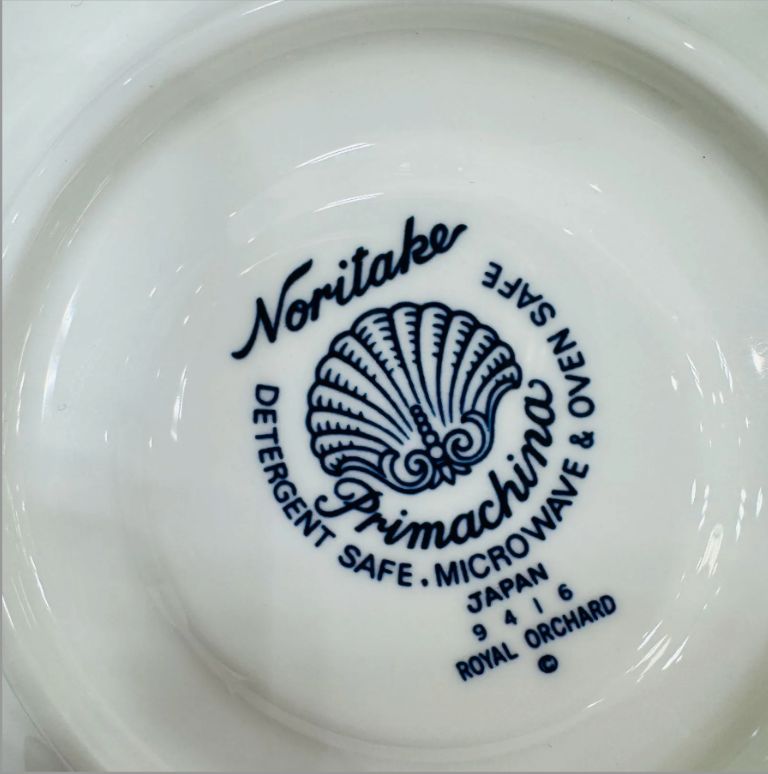 Noritake
Primachina
DETERGENT SAFE . MICROWAVE & OVEN SAFE
JAPAN
9416
ROYAL ORCHARD
©